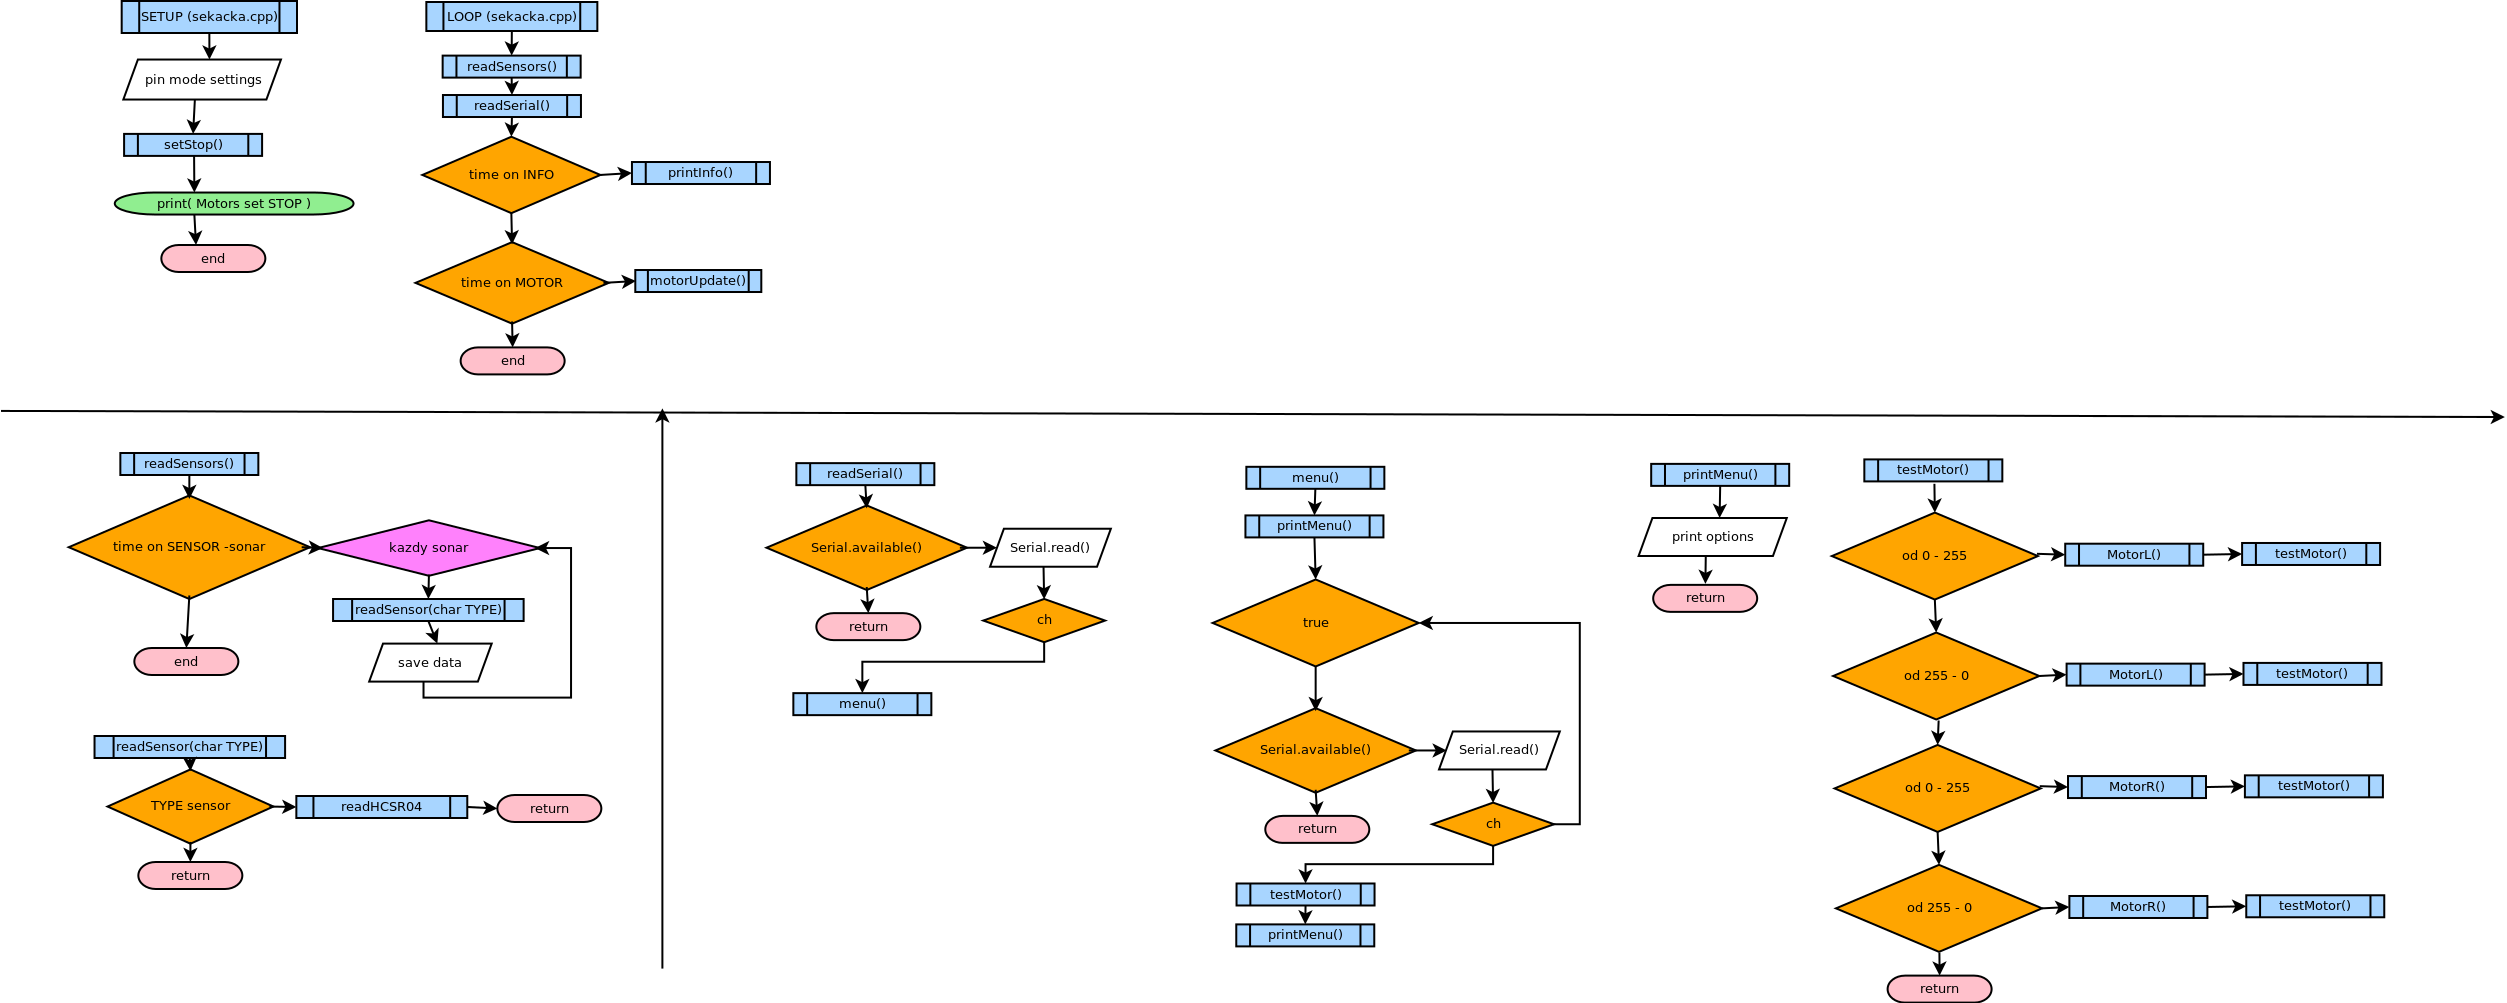 SETUP (sekacka.cpp)
pin mode settings
setStop()
print( Motors set STOP )
end
LOOP (sekacka.cpp)
readSensors()
readSerial()
time on INFO
printInfo()
time on MOTOR
motorUpdate()
end
readSensors()
time on SENSOR -sonar
kazdy sonar
readSensor(char TYPE)
save data
end
readSensor(char TYPE)
TYPE sensor
readHCSR04
return
return
readSerial()
Serial.available()
Serial.read()
return
ch
menu()
menu()
printMenu()
true
Serial.available()
Serial.read()
return
ch
testMotor()
printMenu()
printMenu()
print options
return
testMotor()
od 0 - 255
MotorL()
testMotor()
od 255 - 0
MotorL()
testMotor()
od 0 - 255
MotorR()
testMotor()
od 255 - 0
MotorR()
testMotor()
return